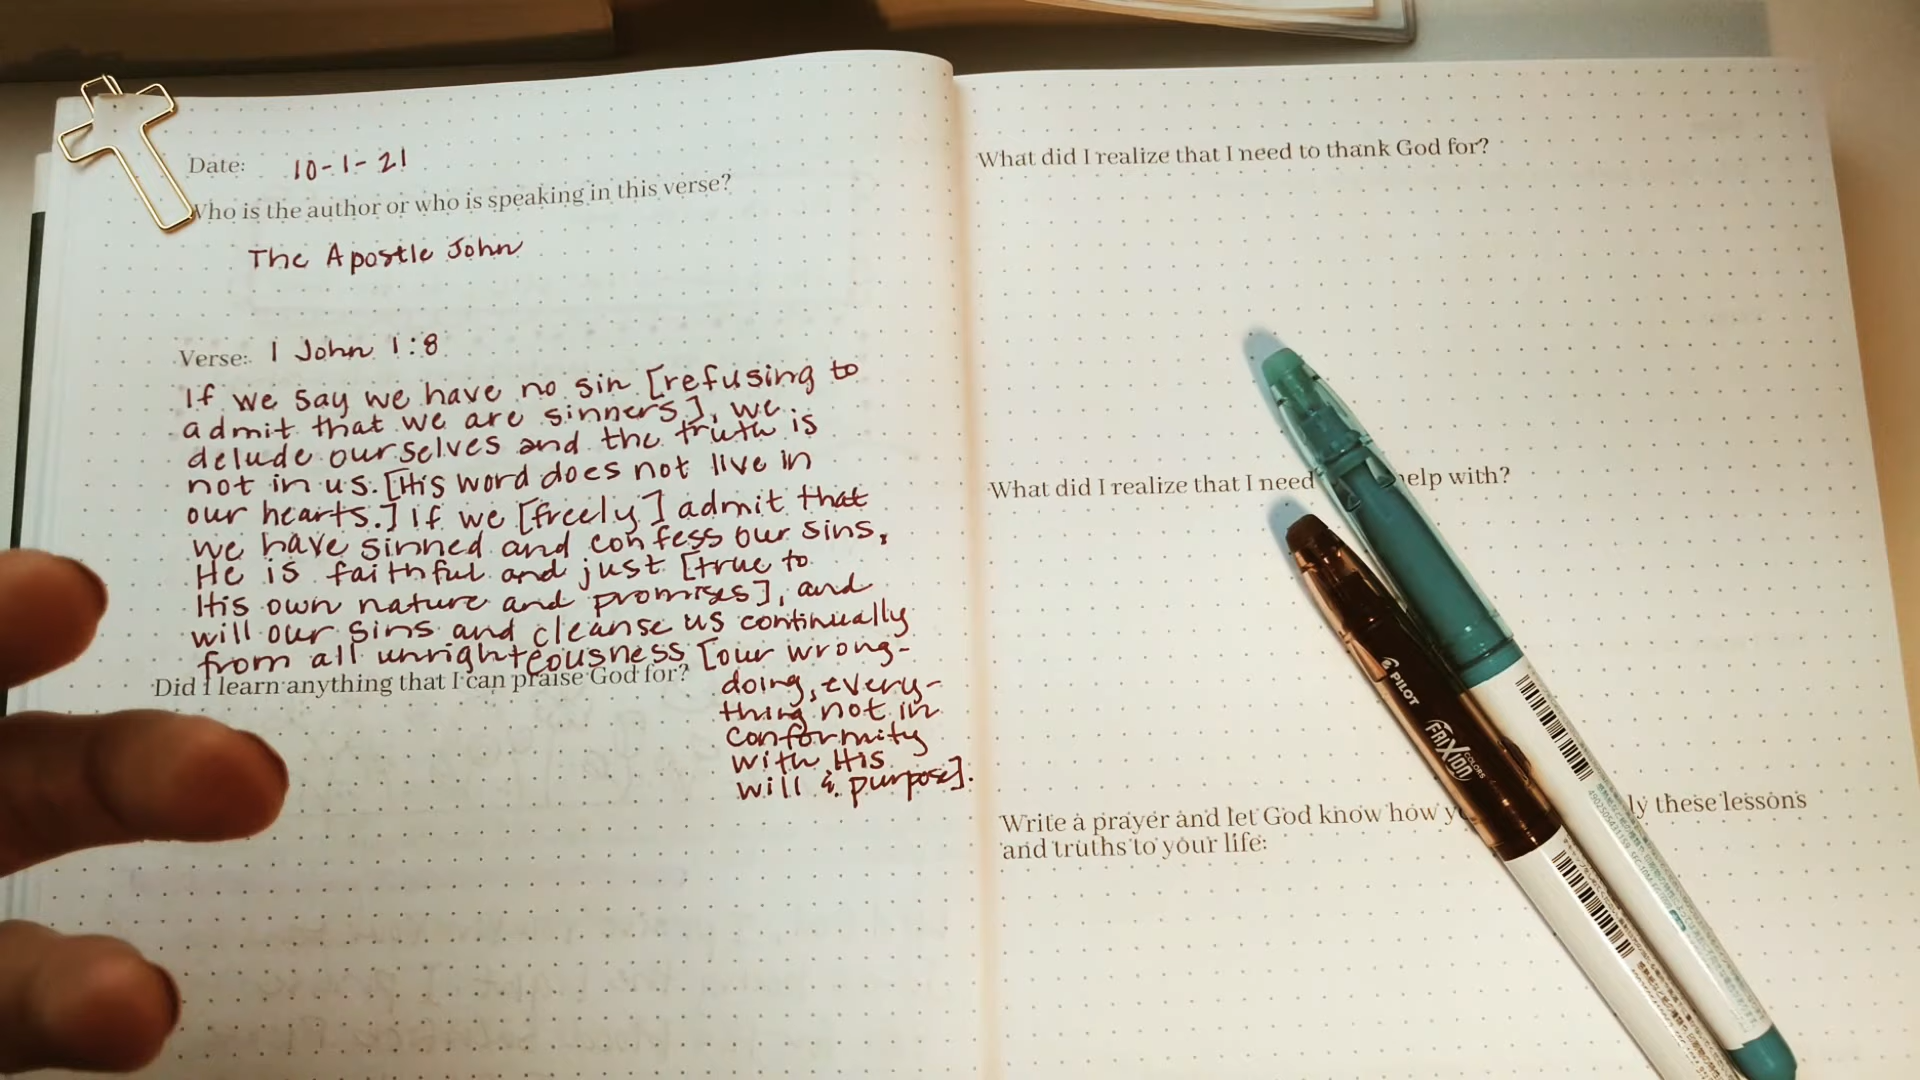 Date: 10-1-21
Who is the author or who is speaking in this verse?
The Apostle John
Verse: 1 John 1:8
If we say we have no sin [refusing to
admit that we are sinners], we
delude ourselves and the truth is
not in us. [His word does not live in
our hearts.] If we [freely] admit that
we have sinned and confess our sins,
He is faithful and just [true to
His own nature and promises], and
will our sins and cleanse us continually
from all unrighteousness [our wrong-
doing, every-
thing not in
conformity
with His
will & purpose].
Did I learn anything that I can praise God for?
What did I realize that I need to thank God for?
What did I realize that I need help with?
Write a prayer and let God know how ly these lessons
and truths to your life:
PILOT
FRIXION
COLORS